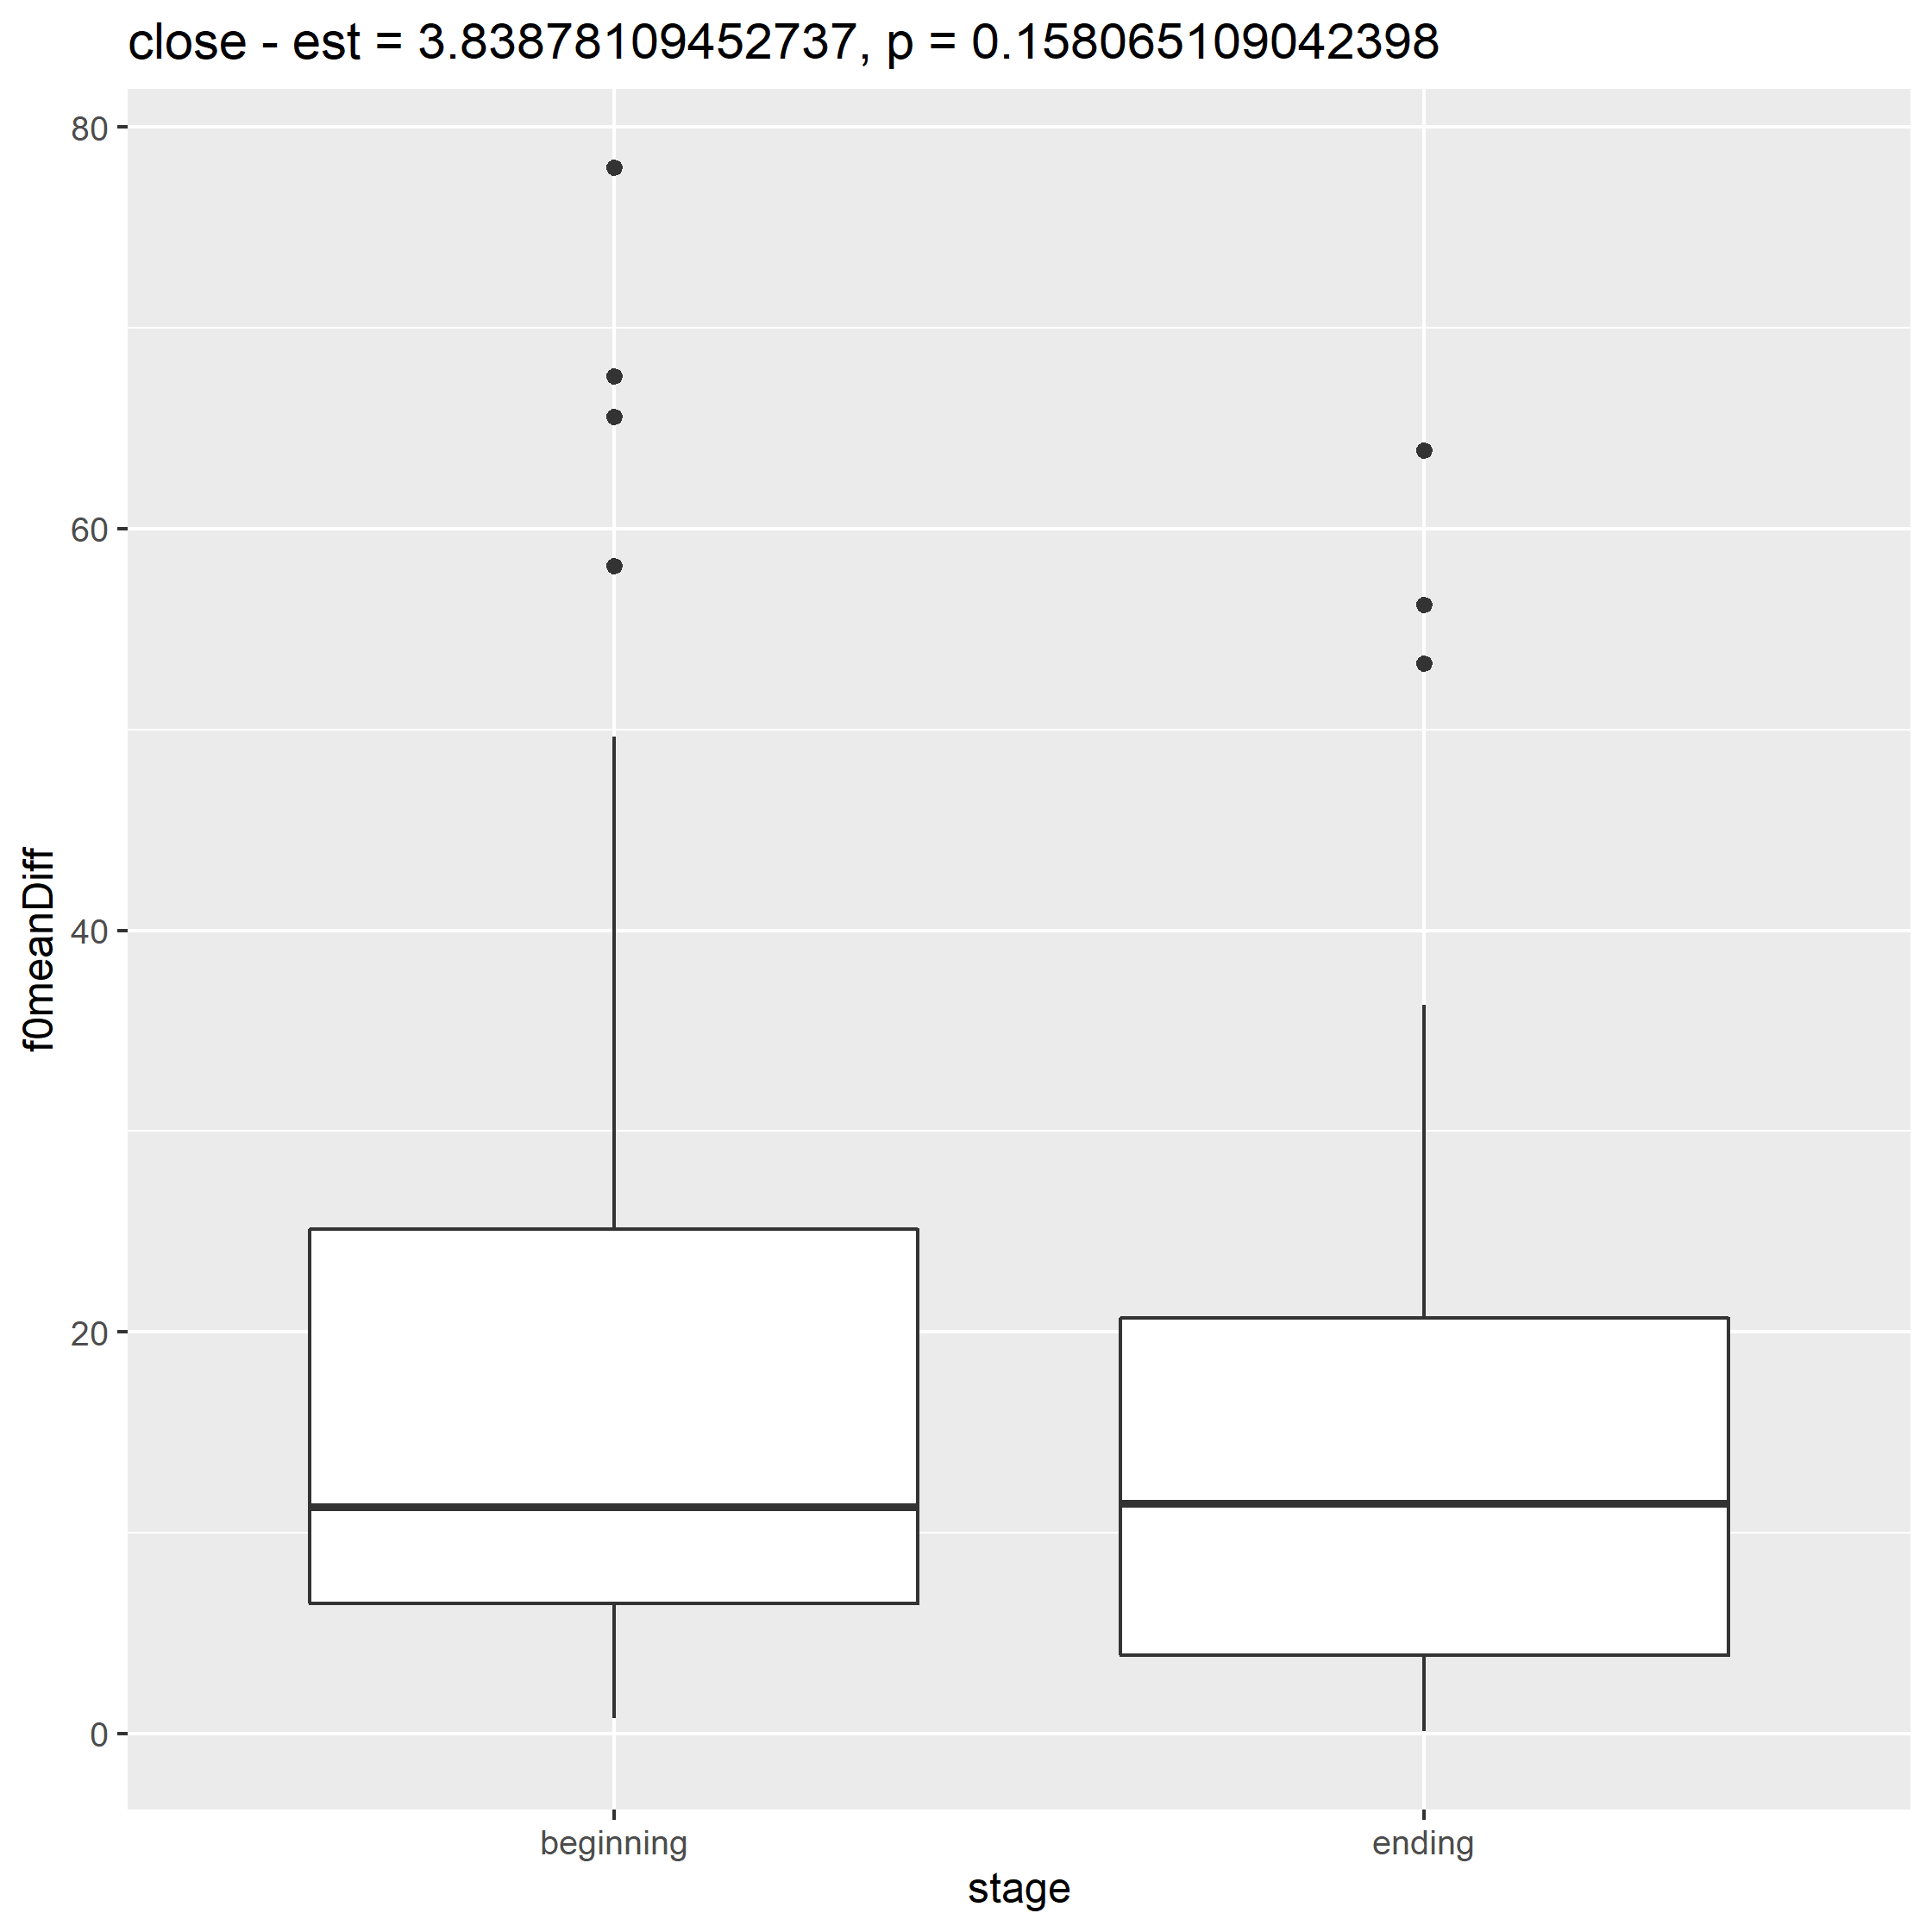 close - est = 3.83878109452737, p = 0.158065109042398
80
60
40
20
0
f0meanDiff
beginning
ending
stage